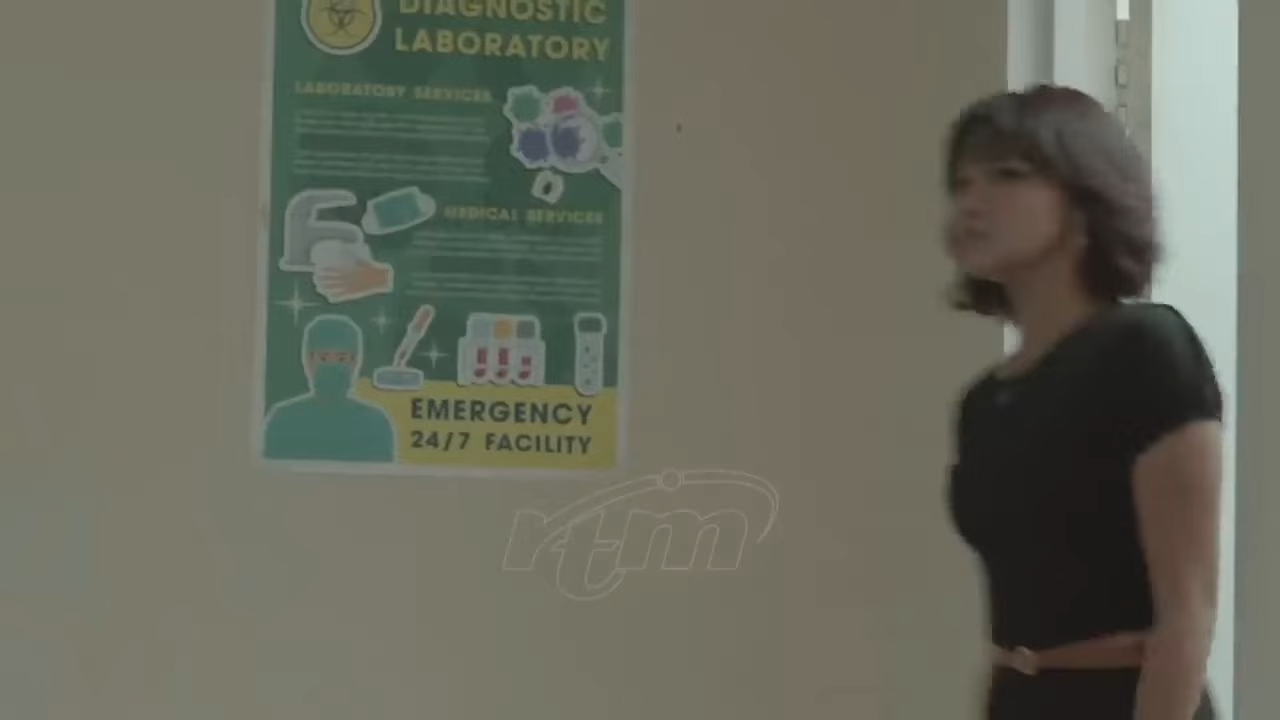 DIAGNOSTIC
LABORATORY
LABORATORY SERVICES
MEDICAL SERVICES
EMERGENCY
24/7 FACILITY
rtm